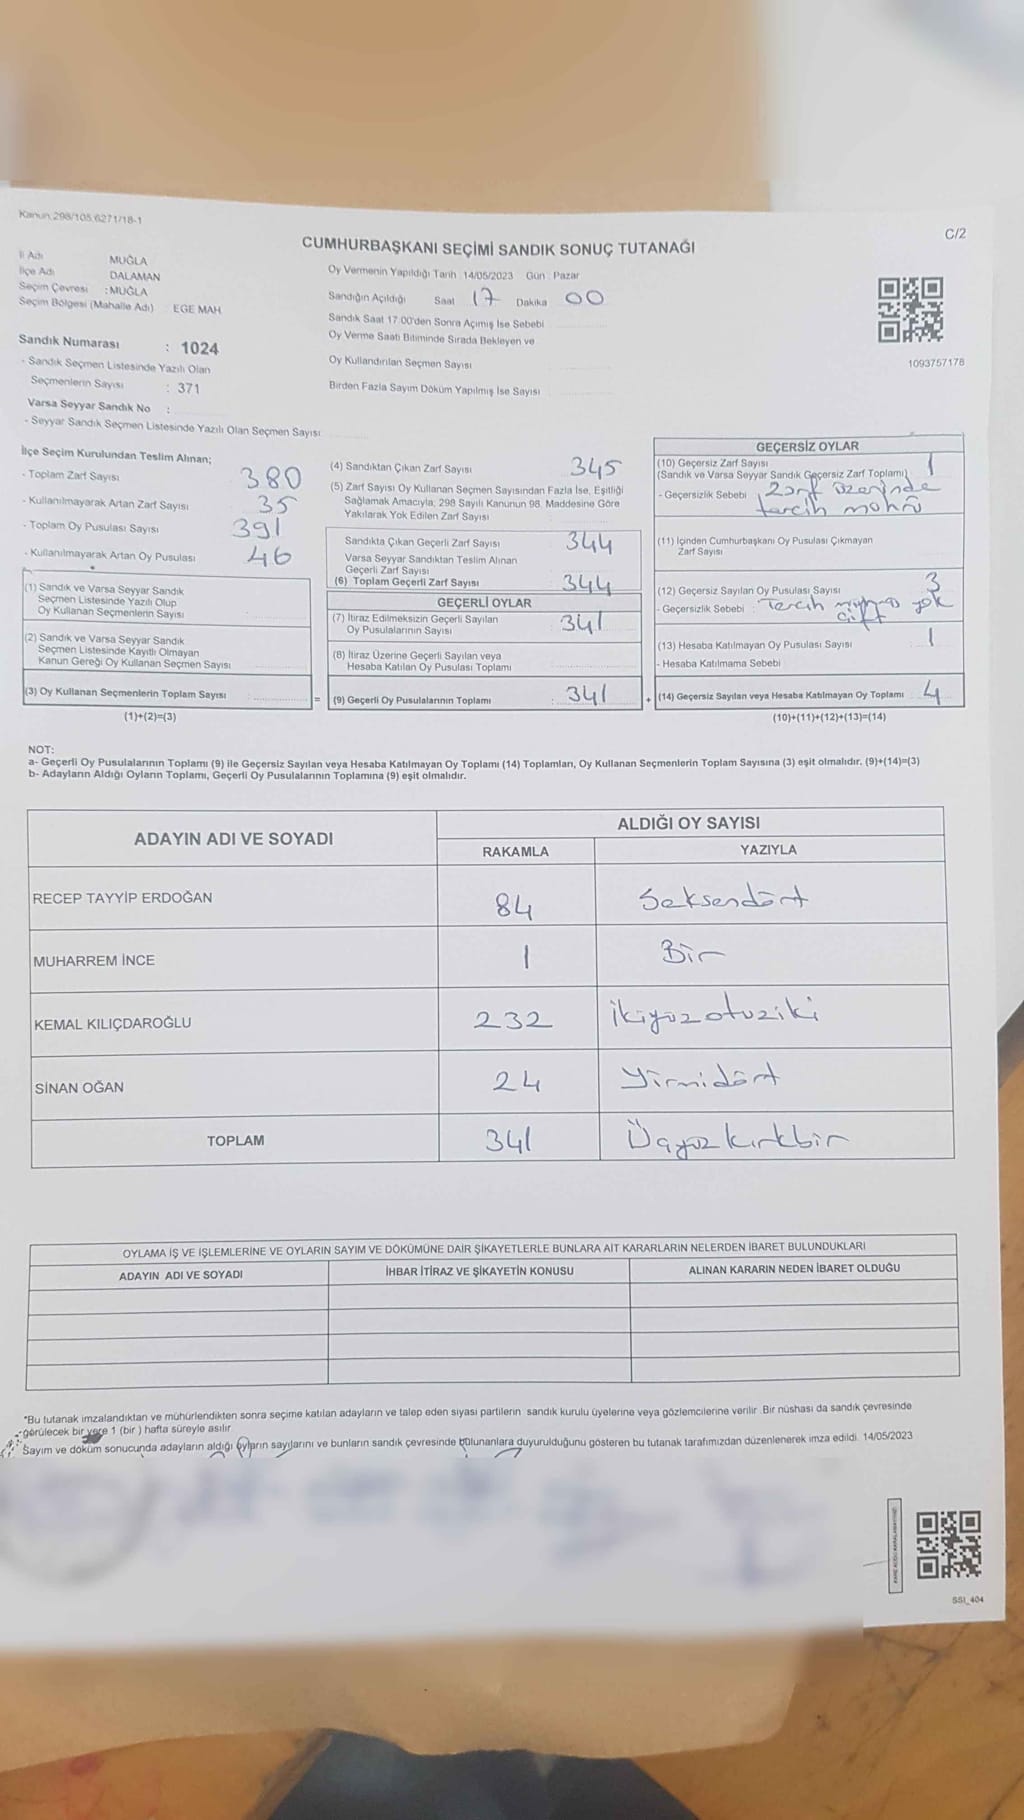 Kanun 298/105.6271/18-1
C/2
CUMHURBAŞKANI SEÇİMİ SANDIK SONUÇ TUTANAĞI
İl Adı MUĞLA
İlçe Adı DALAMAN
Seçim Çevresi :MUĞLA
Seçim Bölgesi (Mahalle Adı) EGE MAH.
Sandık Numarası : 1024
- Sandık Seçmen Listesinde Yazılı Olan
Seçmenlerin Sayısı : 371
Varsa Seyyar Sandık No :
- Seyyar Sandık Seçmen Listesinde Yazılı Olan Seçmen Sayısı
Oy Vermenin Yapıldığı Tarih 14/05/2023 Gün : Pazar
Sandığın Açıldığı Saat 17 Dakika 00
Sandık Saat 17:00'den Sonra Açımış İse Sebebi
Oy Verme Saati Bitiminde Sırada Bekleyen ve
Oy Kullandırılan Seçmen Sayısı
Birden Fazla Sayım Döküm Yapılmış İse Sayısı
1093757178
İlçe Seçim Kurulundan Teslim Alınan;
- Toplam Zarf Sayısı 380
- Kullanılmayarak Artan Zarf Sayısı 35
- Toplam Oy Pusulası Sayısı 391
- Kullanılmayarak Artan Oy Pusulası 46
(1) Sandık ve Varsa Seyyar Sandık
Seçmen Listesinde Yazılı Olup
Oy Kullanan Seçmenlerin Sayısı
(2) Sandık ve Varsa Seyyar Sandık
Seçmen Listesinde Kayıtlı Olmayan
Kanun Gereği Oy Kullanan Seçmen Sayısı
(3) Oy Kullanan Seçmenlerin Toplam Sayısı =
(1)+(2)=(3)
(4) Sandıktan Çıkan Zarf Sayısı 345
(5) Zarf Sayısı Oy Kullanan Seçmen Sayısından Fazla İse, Eşitliği
Sağlamak Amacıyla, 298 Sayılı Kanunun 98. Maddesine Göre
Yakılarak Yok Edilen Zarf Sayısı
Sandıkta Çıkan Geçerli Zarf Sayısı 344
Varsa Seyyar Sandıktan Teslim Alınan
Geçerli Zarf Sayısı
(6) Toplam Geçerli Zarf Sayısı 344
GEÇERLİ OYLAR
(7) İtiraz Edilmeksizin Geçerli Sayılan
Oy Pusulalarının Sayısı 341
(8) İtiraz Üzerine Geçerli Sayılan veya
Hesaba Katılan Oy Pusulası Toplamı
(9) Geçerli Oy Pusulalarının Toplamı : 341 +
GEÇERSİZ OYLAR
(10) Geçersiz Zarf Sayısı
(Sandık ve Varsa Seyyar Sandık Geçersiz Zarf Toplamı) 1
- Geçersizlik Sebebi Zarf üzerinde
tercih mührü
(11) İçinden Cumhurbaşkanı Oy Pusulası Çıkmayan
Zarf Sayısı
(12) Geçersiz Sayılan Oy Pusulası Sayısı 3
- Geçersizlik Sebebi : Tercih yok
çift
(13) Hesaba Katılmayan Oy Pusulası Sayısı 1
- Hesaba Katılmama Sebebi
(14) Geçersiz Sayılan veya Hesaba Katılmayan Oy Toplamı 4
(10)+(11)+(12)+(13)=(14)
NOT:
a- Geçerli Oy Pusulalarının Toplamı (9) ile Geçersiz Sayılan veya Hesaba Katılmayan Oy Toplamı (14) Toplamları, Oy Kullanan Seçmenlerin Toplam Sayısına (3) eşit olmalıdır. (9)+(14)=(3)
b- Adayların Aldığı Oyların Toplamı, Geçerli Oy Pusulalarının Toplamına (9) eşit olmalıdır.
ADAYIN ADI VE SOYADI
ALDIĞI OY SAYISI
RAKAMLA YAZIYLA
RECEP TAYYİP ERDOĞAN 84 Seksendört
MUHARREM İNCE 1 Bir
KEMAL KILIÇDAROĞLU 232 ikiyüzotuziki
SİNAN OĞAN 24 Yirmidört
TOPLAM 341 Üçyüzkırkbir
OYLAMA İŞ VE İŞLEMLERİNE VE OYLARIN SAYIM VE DÖKÜMÜNE DAİR ŞİKAYETLERLE BUNLARA AİT KARARLARIN NELERDEN İBARET BULUNDUKLARI
ADAYIN ADI VE SOYADI İHBAR İTİRAZ VE ŞİKAYETİN KONUSU ALINAN KARARIN NEDEN İBARET OLDUĞU
*Bu tutanak imzalandıktan ve mühürlendikten sonra seçime katılan adayların ve talep eden siyasi partilerin sandık kurulu üyelerine veya gözlemcilerine verilir. Bir nüshası da sandık çevresinde
görülecek bir yere 1 (bir ) hafta süreyle asılır
Sayım ve döküm sonucunda adayların aldığı oyların sayılarını ve bunların sandık çevresinde bulunanlara duyurulduğunu gösteren bu tutanak tarafımızdan düzenlenerek imza edildi. 14/05/2023
SSI_404